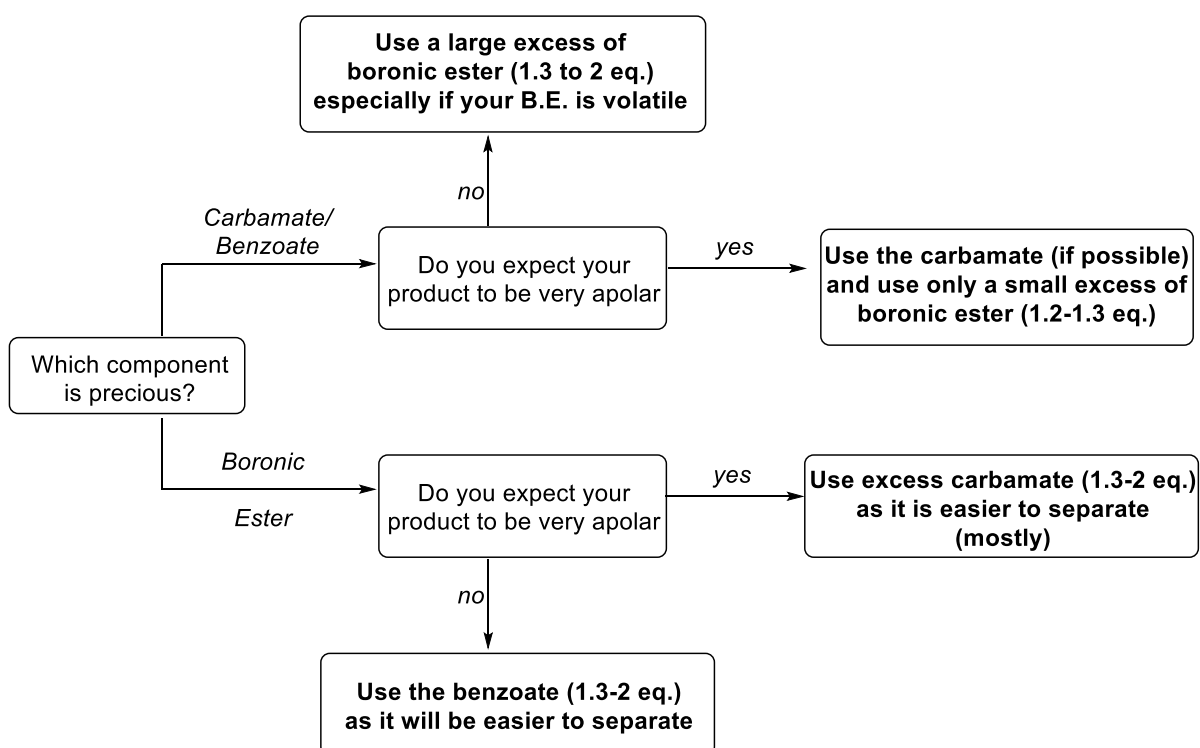 Use a large excess of
boronic ester (1.3 to 2 eq.)
especially if your B.E. is volatile
no
Carbamate/
Benzoate
Do you expect your
product to be very apolar
yes
Use the carbamate (if possible)
and use only a small excess of
boronic ester (1.2-1.3 eq.)
Which component
is precious?
Boronic
Ester
Do you expect your
product to be very apolar
yes
Use excess carbamate (1.3-2 eq.)
as it is easier to separate
(mostly)
no
Use the benzoate (1.3-2 eq.)
as it will be easier to separate